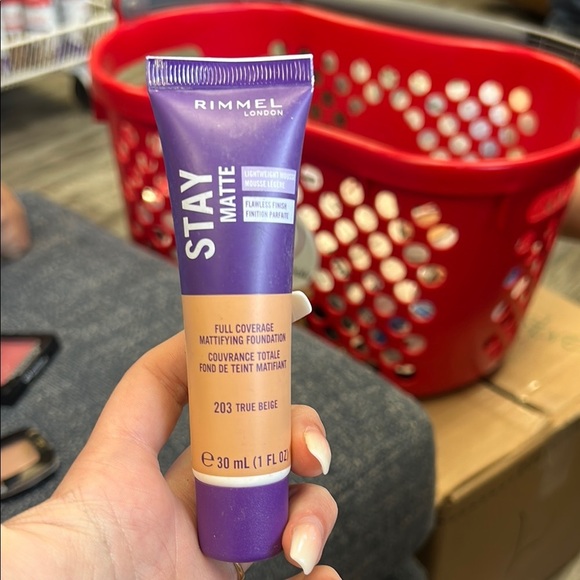 RIMMEL
LONDON
STAY
MATTE
LIGHTWEIGHT MOUSSE
MOUSSE LÉGÈRE
FLAWLESS FINISH
FINITION PARFAITE
FULL COVERAGE
MATTIFYING FOUNDATION
COUVRANCE TOTALE
FOND DE TEINT MATIFIANT
203 TRUE BEIGE
℮ 30 mL (1 FL OZ)